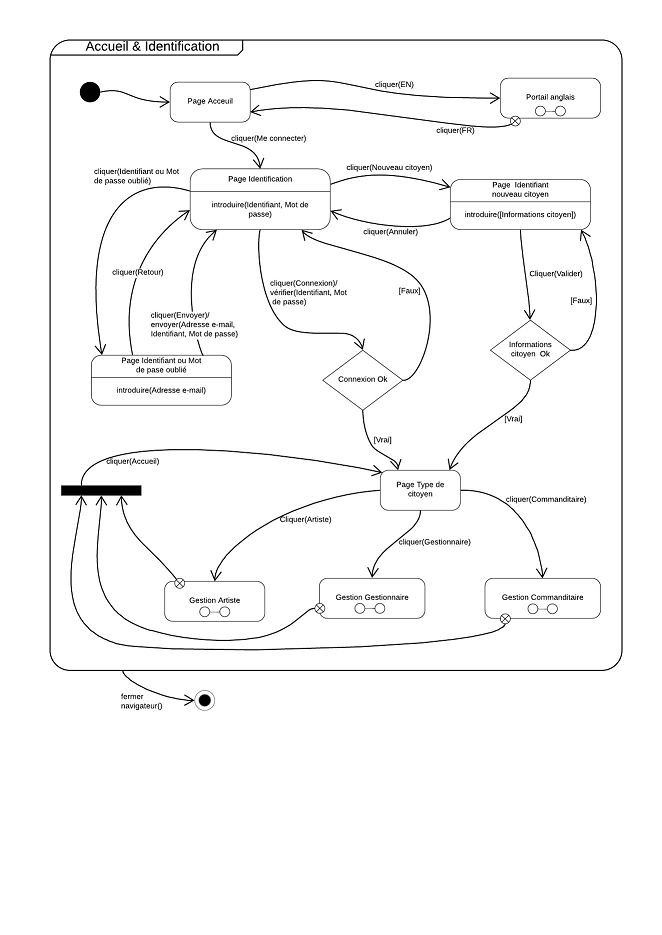 Accueil & Identification
Page Acceuil
cliquer(EN)
Portail anglais
cliquer(FR)
cliquer(Me connecter)
cliquer(Identifiant ou Mot
de passe oublié)
Page Identification
introduire(Identifiant, Mot de
passe)
cliquer(Nouveau citoyen)
Page  Identifiant
nouveau citoyen
introduire([Informations citoyen])
cliquer(Annuler)
cliquer(Retour)
cliquer(Connexion)/
vérifier(Identifiant, Mot
de passe)
[Faux]
Cliquer(Valider)
[Faux]
cliquer(Envoyer)/
envoyer(Adresse e-mail,
Identifiant, Mot de passe)
Informations
citoyen  Ok
Page Identifiant ou Mot
de pase oublié
introduire(Adresse e-mail)
Connexion Ok
[Vrai]
[Vrai]
cliquer(Accueil)
Page Type de
citoyen
cliquer(Commanditaire)
Cliquer(Artiste)
cliquer(Gestionnaire)
Gestion Artiste
Gestion Gestionnaire
Gestion Commanditaire
fermer
navigateur()